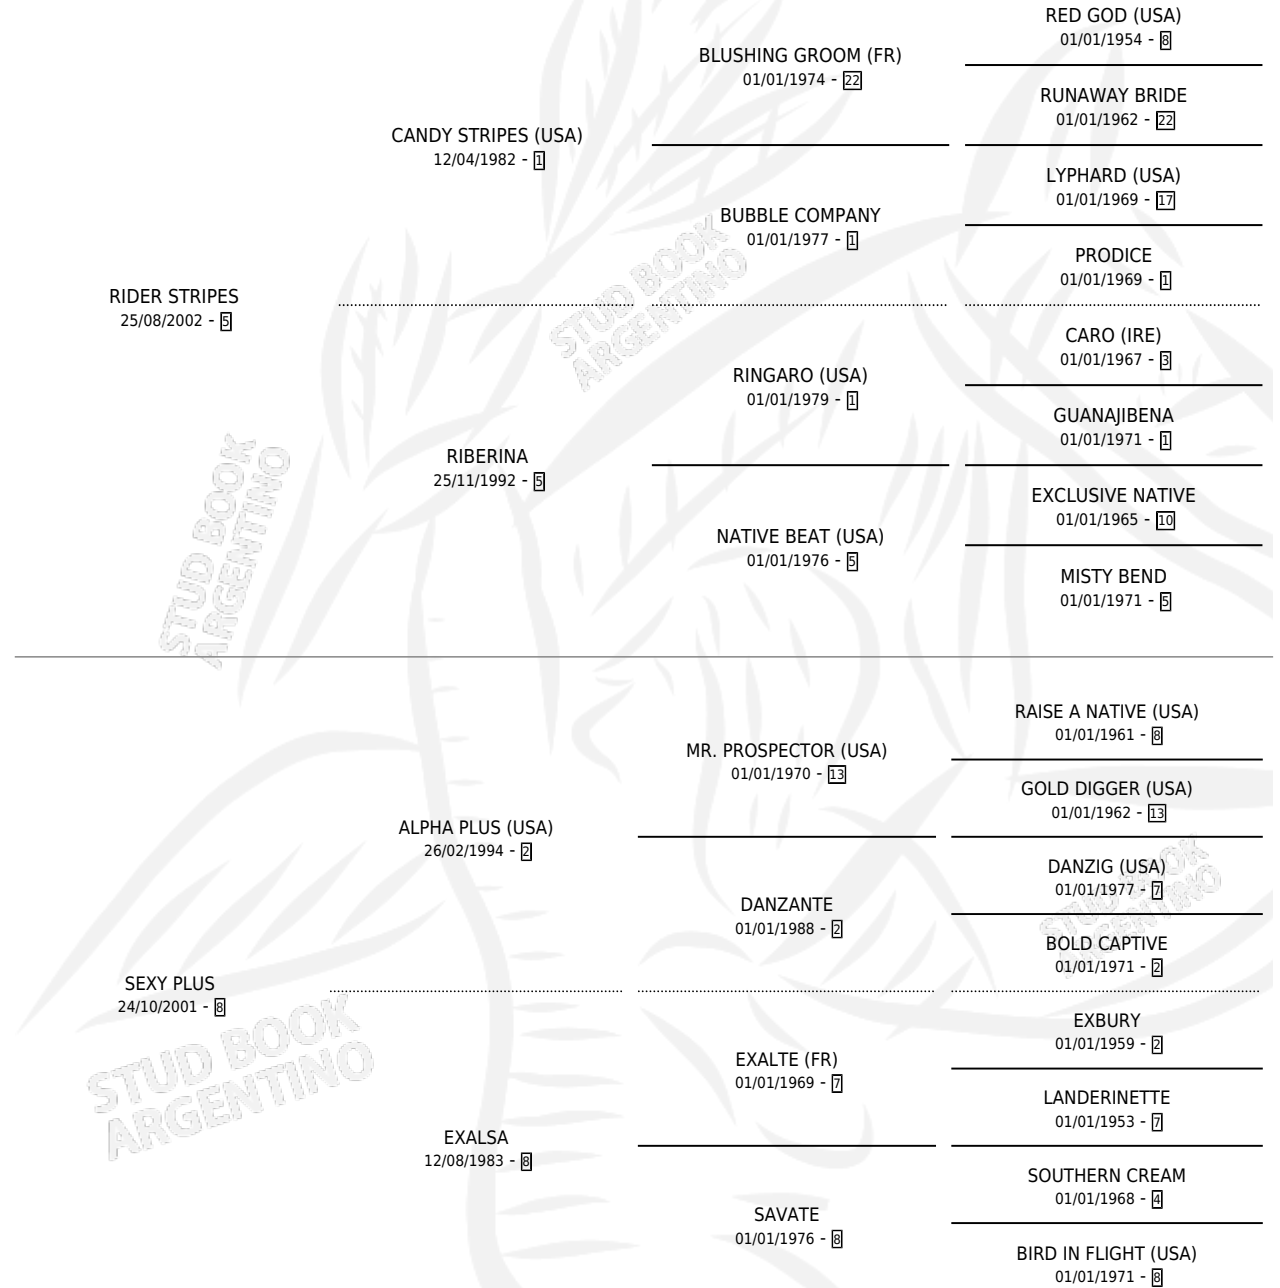 RED GOD (USA)
01/01/1954 - 8
BLUSHING GROOM (FR)
01/01/1974 - 22
RUNAWAY BRIDE
01/01/1962 - 22
CANDY STRIPES (USA)
12/04/1982 - 1
LYPHARD (USA)
01/01/1969 - 17
BUBBLE COMPANY
01/01/1977 - 1
PRODICE
01/01/1969 - 1
RIDER STRIPES
25/08/2002 - 5
CARO (IRE)
01/01/1967 - 3
RINGARO (USA)
01/01/1979 - 1
GUANAJIBENA
01/01/1971 - 1
RIBERINA
25/11/1992 - 5
EXCLUSIVE NATIVE
01/01/1965 - 10
NATIVE BEAT (USA)
01/01/1976 - 5
MISTY BEND
01/01/1971 - 5
STUD BOOK
ARGENTINO
STUD BOOK
ARGENTINO
RAISE A NATIVE (USA)
01/01/1961 - 8
MR. PROSPECTOR (USA)
01/01/1970 - 13
GOLD DIGGER (USA)
01/01/1962 - 13
ALPHA PLUS (USA)
26/02/1994 - 2
DANZIG (USA)
01/01/1977 - 7
DANZANTE
01/01/1988 - 2
BOLD CAPTIVE
01/01/1971 - 2
SEXY PLUS
24/10/2001 - 8
EXBURY
01/01/1959 - 2
EXALTE (FR)
01/01/1969 - 7
LANDERINETTE
01/01/1953 - 7
EXALSA
12/08/1983 - 8
SOUTHERN CREAM
01/01/1968 - 4
SAVATE
01/01/1976 - 8
BIRD IN FLIGHT (USA)
01/01/1971 - 8
STUD BOOK
ARGENTINO
STUD BOOK
ARGENTINO